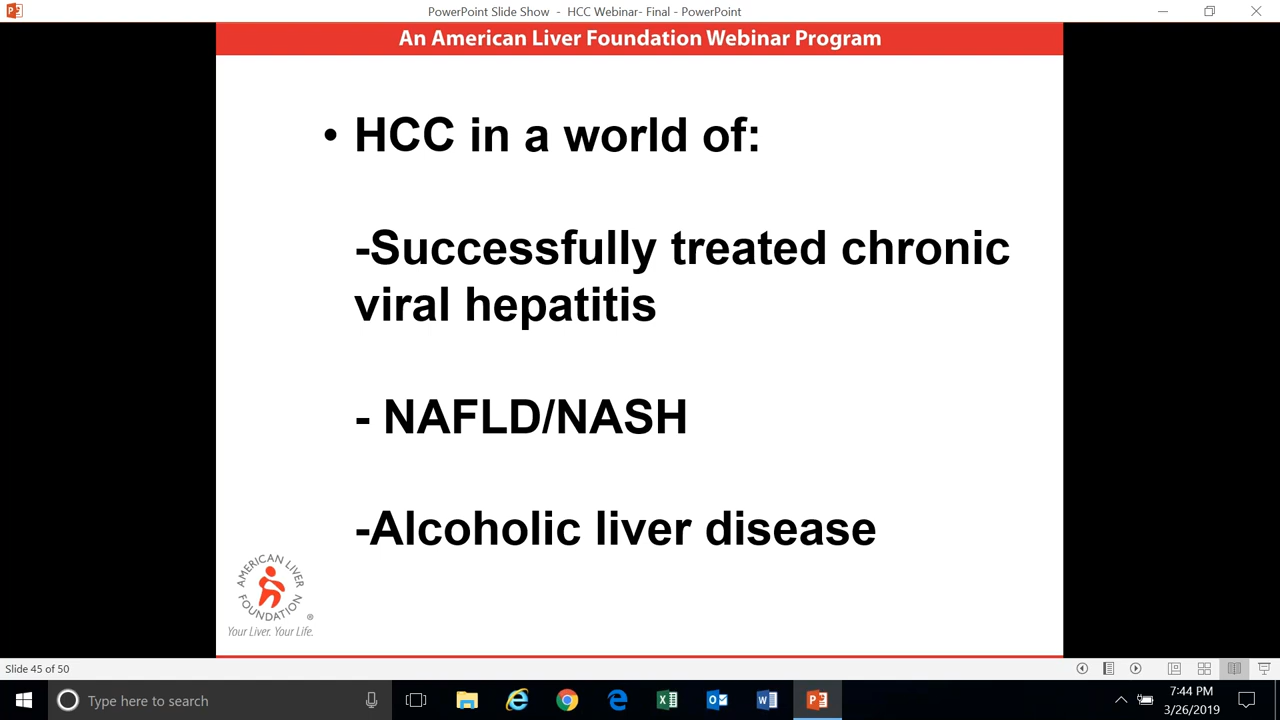 PowerPoint Slide Show - HCC Webinar- Final - PowerPoint
An American Liver Foundation Webinar Program
• HCC in a world of:
-Successfully treated chronic
viral hepatitis
- NAFLD/NASH
-Alcoholic liver disease
AMERICAN LIVER
FOUNDATION
®
Your Liver. Your Life.
Slide 45 of 50
Type here to search
7:44 PM
3/26/2019